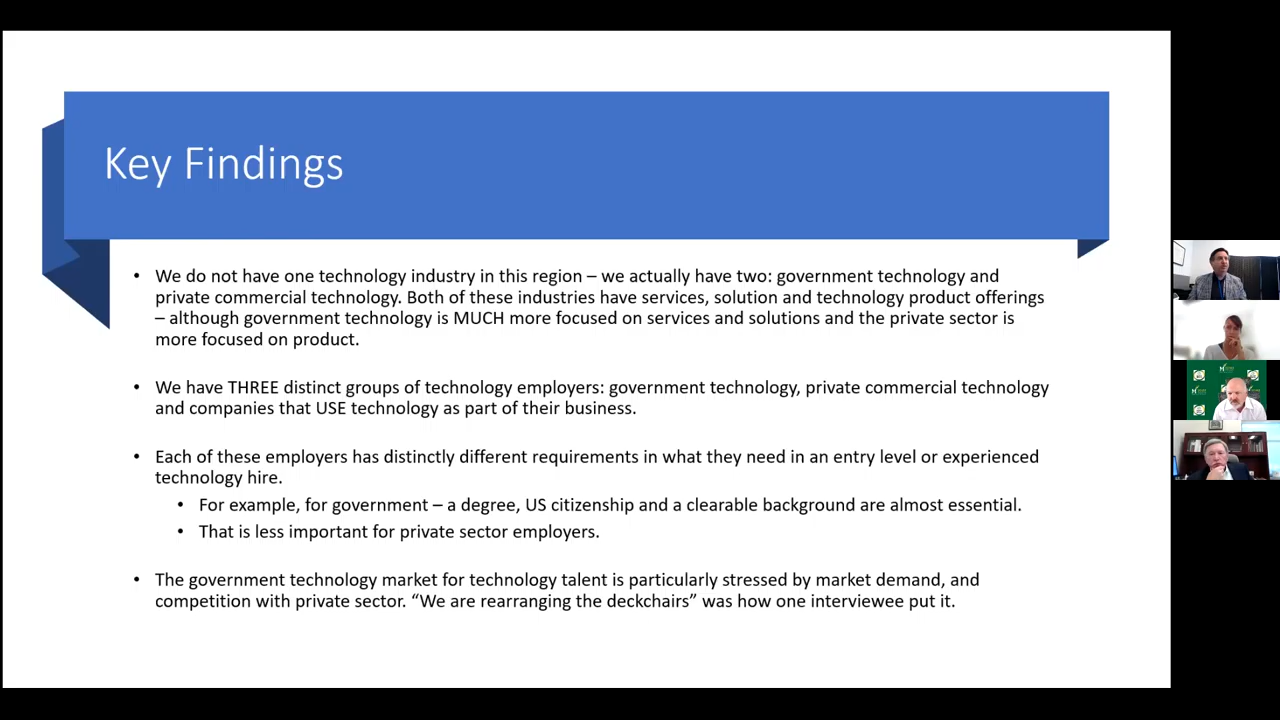 Key Findings
• We do not have one technology industry in this region – we actually have two: government technology and
private commercial technology. Both of these industries have services, solution and technology product offerings
– although government technology is MUCH more focused on services and solutions and the private sector is
more focused on product.
• We have THREE distinct groups of technology employers: government technology, private commercial technology
and companies that USE technology as part of their business.
• Each of these employers has distinctly different requirements in what they need in an entry level or experienced
technology hire.
• For example, for government – a degree, US citizenship and a clearable background are almost essential.
• That is less important for private sector employers.
• The government technology market for technology talent is particularly stressed by market demand, and
competition with private sector. “We are rearranging the deckchairs” was how one interviewee put it.